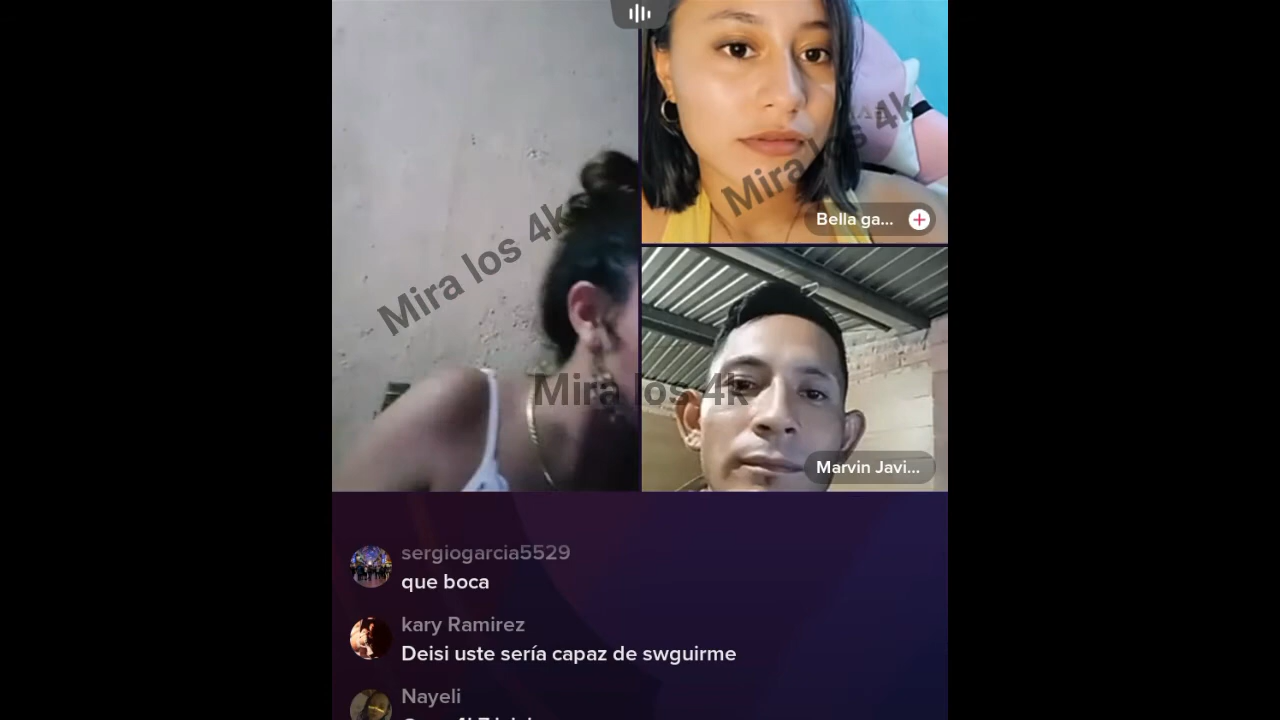 Mira los 4k
Bella ga...
Mira los 4k
Mira los 4k
Marvin Javi...
sergiogarcia5529
que boca
kary Ramirez
Deisi uste sería capaz de swguirme
Nayeli